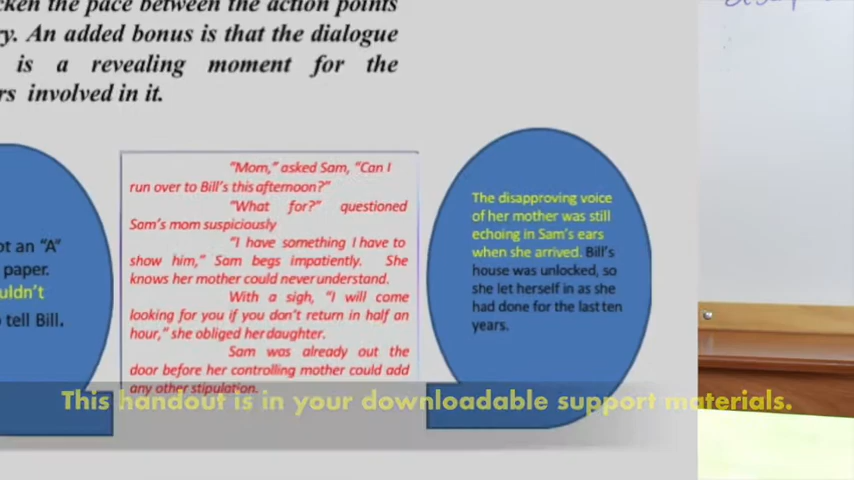 the pace between the action points
An added bonus is that the dialogue
is a revealing moment for the
involved in it.
an "A"
paper.
tell Bill.
"Mom," asked Sam, "Can I
run over to Bill's this afternoon?"
"What for?" questioned
Sam's mom suspiciously
"I have something I have to
show him," Sam begs impatiently. She
knows her mother could never understand.
With a sigh, "I will come
looking for you if you don't return in half an
hour," she obliged her daughter.
Sam was already out the
door before her controlling mother could add
any other stipulation.
The disapproving voice
of her mother was still
echoing in Sam's ears
when she arrived. Bill's
house was unlocked, so
she let herself in as she
had done for the last ten
years.
This handout is in your downloadable support materials.